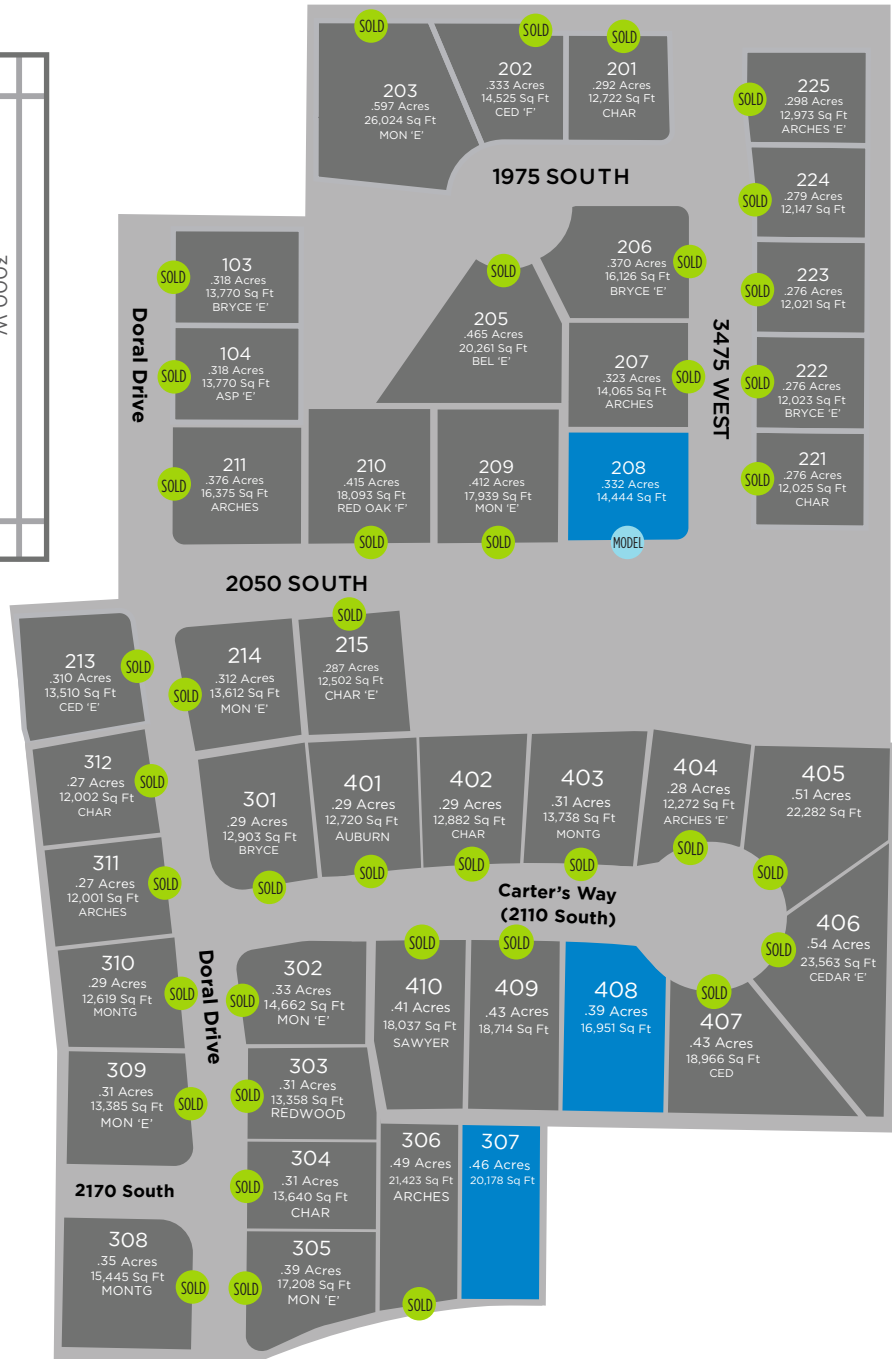 SOLD
203
.597 Acres
26,024 Sq Ft
MON 'E'
SOLD
202
.333 Acres
14,525 Sq Ft
CED 'F'
SOLD
201
.292 Acres
12,722 Sq Ft
CHAR
SOLD
225
.298 Acres
12,973 Sq Ft
ARCHES 'E'
1975 SOUTH
SOLD
224
.279 Acres
12,147 Sq Ft
SOLD
103
.318 Acres
13,770 Sq Ft
BRYCE 'E'
SOLD
205
.465 Acres
20,261 Sq Ft
BEL 'E'
206
.370 Acres
16,126 Sq Ft
BRYCE 'E'
SOLD
SOLD
223
.276 Acres
12,021 Sq Ft
Doral Drive
SOLD
104
.318 Acres
13,770 Sq Ft
ASP 'E'
207
.323 Acres
14,065 Sq Ft
ARCHES
SOLD
3475 WEST
SOLD
222
.276 Acres
12,023 Sq Ft
BRYCE 'E'
SOLD
211
.376 Acres
16,375 Sq Ft
ARCHES
210
.415 Acres
18,093 Sq Ft
RED OAK 'F'
SOLD
209
.412 Acres
17,939 Sq Ft
MON 'E'
SOLD
208
.332 Acres
14,444 Sq Ft
MODEL
SOLD
221
.276 Acres
12,025 Sq Ft
CHAR
2050 SOUTH
213
.310 Acres
13,510 Sq Ft
CED 'E'
SOLD
SOLD
214
.312 Acres
13,612 Sq Ft
MON 'E'
SOLD
215
.287 Acres
12,502 Sq Ft
CHAR 'E'
312
.27 Acres
12,002 Sq Ft
CHAR
SOLD
301
.29 Acres
12,903 Sq Ft
BRYCE
SOLD
401
.29 Acres
12,720 Sq Ft
AUBURN
SOLD
402
.29 Acres
12,882 Sq Ft
CHAR
SOLD
403
.31 Acres
13,738 Sq Ft
MONTG
SOLD
404
.28 Acres
12,272 Sq Ft
ARCHES 'E'
SOLD
405
.51 Acres
22,282 Sq Ft
SOLD
311
.27 Acres
12,001 Sq Ft
ARCHES
SOLD
Carter's Way
(2110 South)
406
.54 Acres
23,563 Sq Ft
CEDAR 'E'
SOLD
310
.29 Acres
12,619 Sq Ft
MONTG
SOLD
Doral Drive
SOLD
302
.33 Acres
14,662 Sq Ft
MON 'E'
SOLD
410
.41 Acres
18,037 Sq Ft
SAWYER
SOLD
409
.43 Acres
18,714 Sq Ft
408
.39 Acres
16,951 Sq Ft
SOLD
407
.43 Acres
18,966 Sq Ft
CED
309
.31 Acres
13,385 Sq Ft
MON 'E'
SOLD
SOLD
303
.31 Acres
13,358 Sq Ft
REDWOOD
2170 South
SOLD
304
.31 Acres
13,640 Sq Ft
CHAR
306
.49 Acres
21,423 Sq Ft
ARCHES
SOLD
307
.46 Acres
20,178 Sq Ft
308
.35 Acres
15,445 Sq Ft
MONTG
SOLD
SOLD
305
.39 Acres
17,208 Sq Ft
MON 'E'